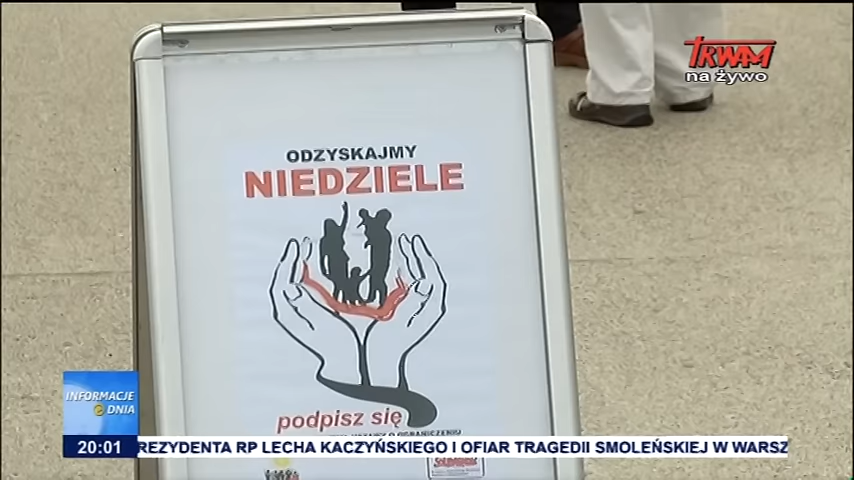 TRWAM
na żywo
ODZYSKAJMY
NIEDZIELE
podpisz się
O OGRANICZENIU
INFORMACJE
DNIA
20:01
REZYDENTA RP LECHA KACZYŃSKIEGO I OFIAR TRAGEDII SMOLEŃSKIEJ W WARSZ